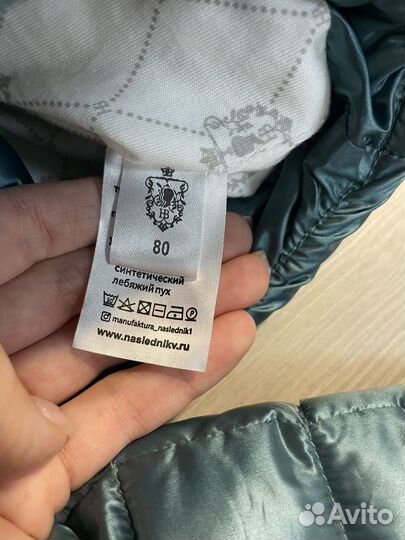 80
синтетический
лебяжий пух
manufaktura_naslednik1
www.naslednikv.ru
Avito